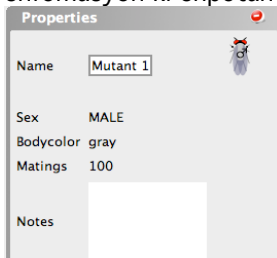 Properties
Name Mutant 1
Sex MALE
Bodycolor gray
Matings 100
Notes